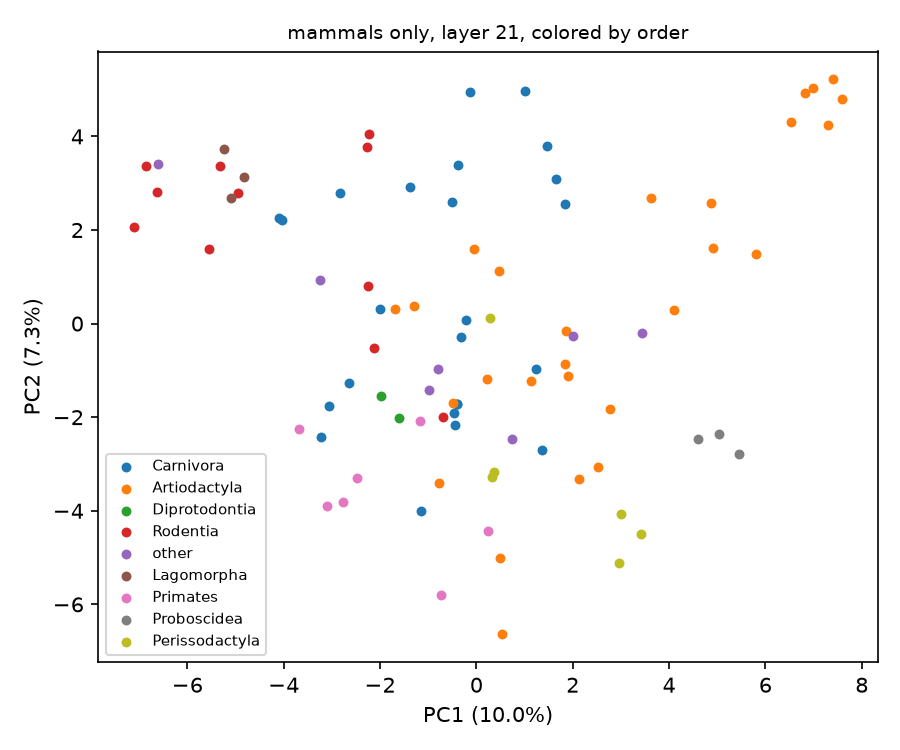 mammals only, layer 21, colored by order
PC2 (7.3%)
4
2
0
−2
−4
−6
Carnivora
Artiodactyla
Diprotodontia
Rodentia
other
Lagomorpha
Primates
Proboscidea
Perissodactyla
−6 −4 −2 0 2 4 6 8
PC1 (10.0%)